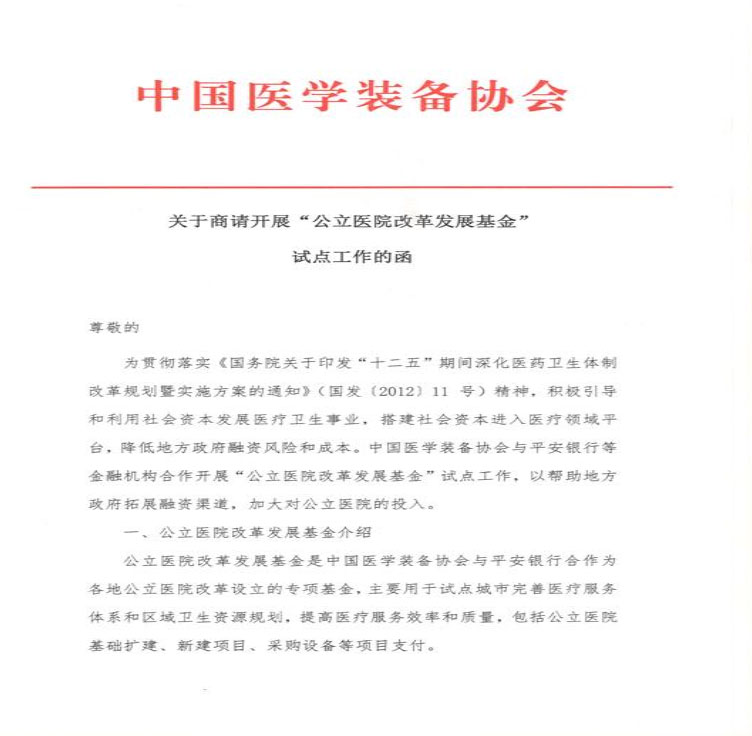 中国医学装备协会
关于商请开展“公立医院改革发展基金”
试点工作的函
尊敬的
为贯彻落实《国务院关于印发“十二五”期间深化医药卫生体制
改革规划暨实施方案的通知》（国发〔2012〕11 号）精神，积极引导
和利用社会资本发展医疗卫生事业，搭建社会资本进入医疗领域平
台，降低地方政府融资风险和成本。中国医学装备协会与平安银行等
金融机构合作开展“公立医院改革发展基金”试点工作，以帮助地方
政府拓展融资渠道，加大对公立医院的投入。
一、公立医院改革发展基金介绍
公立医院改革发展基金是中国医学装备协会与平安银行合作为
各地公立医院改革设立的专项基金，主要用于试点城市完善医疗服务
体系和区域卫生资源规划，提高医疗服务效率和质量，包括公立医院
基础扩建、新建项目、采购设备等项目支付。